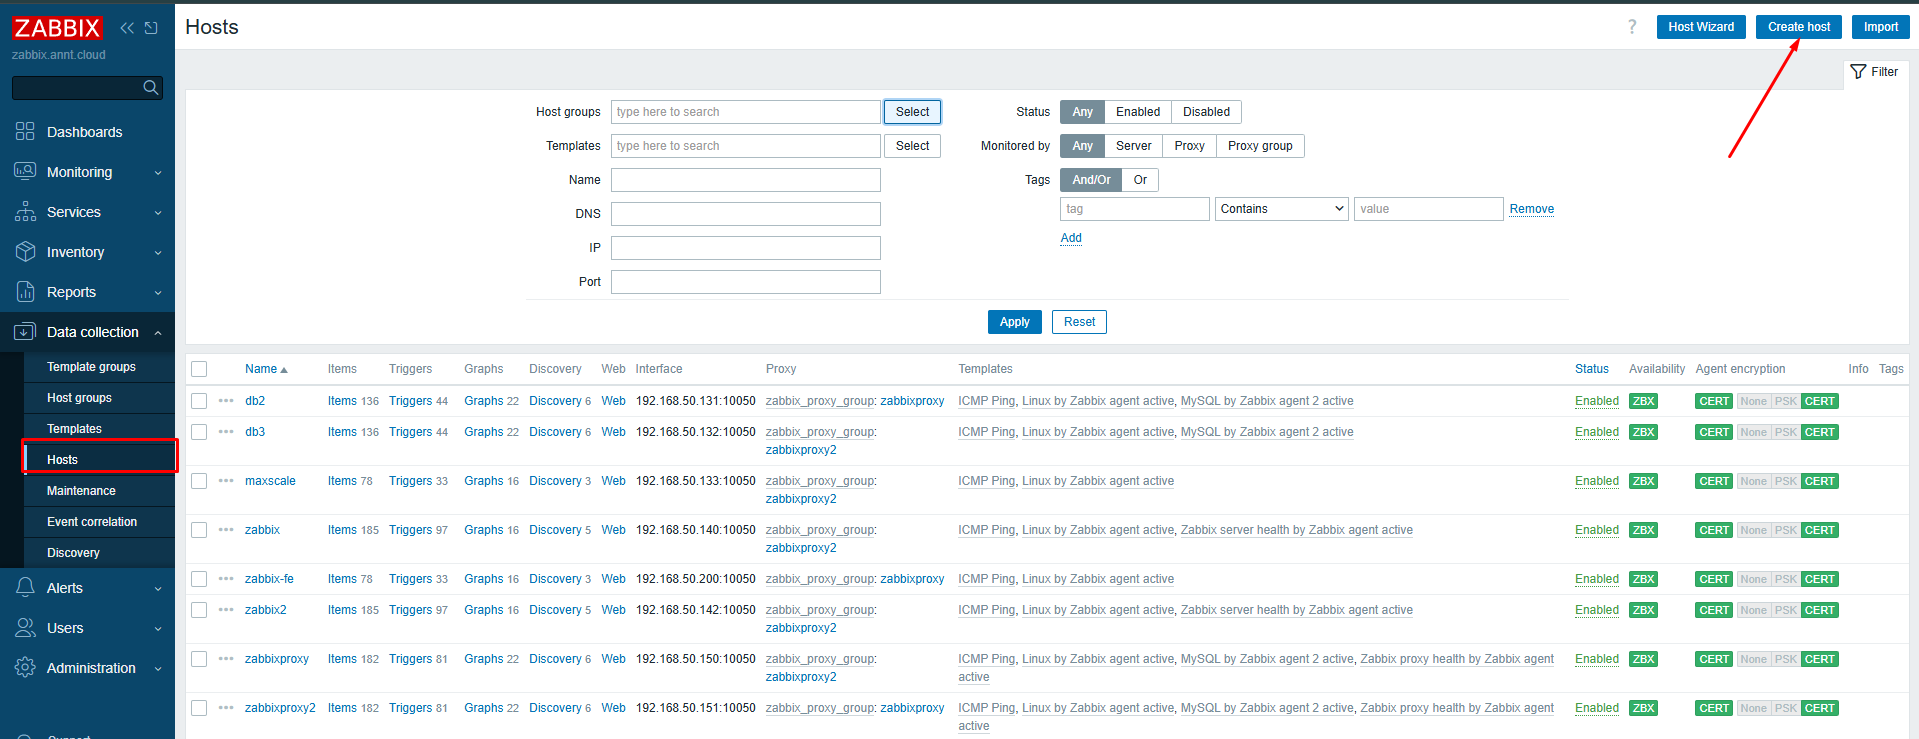 ZABBIX
zabbix.annt.cloud
Dashboards
Monitoring
Services
Inventory
Reports
Data collection
Template groups
Host groups
Templates
Hosts
Maintenance
Event correlation
Discovery
Alerts
Users
Administration
Support
Hosts
? Host Wizard Create host Import
Filter
Host groups type here to search Select
Templates type here to search Select
Name
DNS
IP
Port
Status Any Enabled Disabled
Monitored by Any Server Proxy Proxy group
Tags And/Or Or
tag Contains value Remove
Add
Apply Reset
Name Items Triggers Graphs Discovery Web Interface Proxy Templates Status Availability Agent encryption Info Tags
db2 Items 136 Triggers 44 Graphs 22 Discovery 6 Web 192.168.50.131:10050 zabbix_proxy_group: zabbixproxy ICMP Ping, Linux by Zabbix agent active, MySQL by Zabbix agent 2 active Enabled ZBX CERT None PSK CERT
db3 Items 136 Triggers 44 Graphs 22 Discovery 6 Web 192.168.50.132:10050 zabbix_proxy_group: ICMP Ping, Linux by Zabbix agent active, MySQL by Zabbix agent 2 active Enabled ZBX CERT None PSK CERT
zabbixproxy2
maxscale Items 78 Triggers 33 Graphs 16 Discovery 3 Web 192.168.50.133:10050 zabbix_proxy_group: ICMP Ping, Linux by Zabbix agent active Enabled ZBX CERT None PSK CERT
zabbixproxy2
zabbix Items 185 Triggers 97 Graphs 16 Discovery 5 Web 192.168.50.140:10050 zabbix_proxy_group: ICMP Ping, Linux by Zabbix agent active, Zabbix server health by Zabbix agent active Enabled ZBX CERT None PSK CERT
zabbixproxy2
zabbix-fe Items 78 Triggers 33 Graphs 16 Discovery 3 Web 192.168.50.200:10050 zabbix_proxy_group: zabbixproxy ICMP Ping, Linux by Zabbix agent active Enabled ZBX CERT None PSK CERT
zabbix2 Items 185 Triggers 97 Graphs 16 Discovery 5 Web 192.168.50.142:10050 zabbix_proxy_group: ICMP Ping, Linux by Zabbix agent active, Zabbix server health by Zabbix agent active Enabled ZBX CERT None PSK CERT
zabbixproxy2
zabbixproxy Items 182 Triggers 81 Graphs 22 Discovery 6 Web 192.168.50.150:10050 zabbix_proxy_group: ICMP Ping, Linux by Zabbix agent active, MySQL by Zabbix agent 2 active, Zabbix proxy health by Zabbix agent Enabled ZBX CERT None PSK CERT
zabbixproxy2 active
zabbixproxy2 Items 182 Triggers 81 Graphs 22 Discovery 6 Web 192.168.50.151:10050 zabbix_proxy_group: zabbixproxy ICMP Ping, Linux by Zabbix agent active, MySQL by Zabbix agent 2 active, Zabbix proxy health by Zabbix agent Enabled ZBX CERT None PSK CERT
active